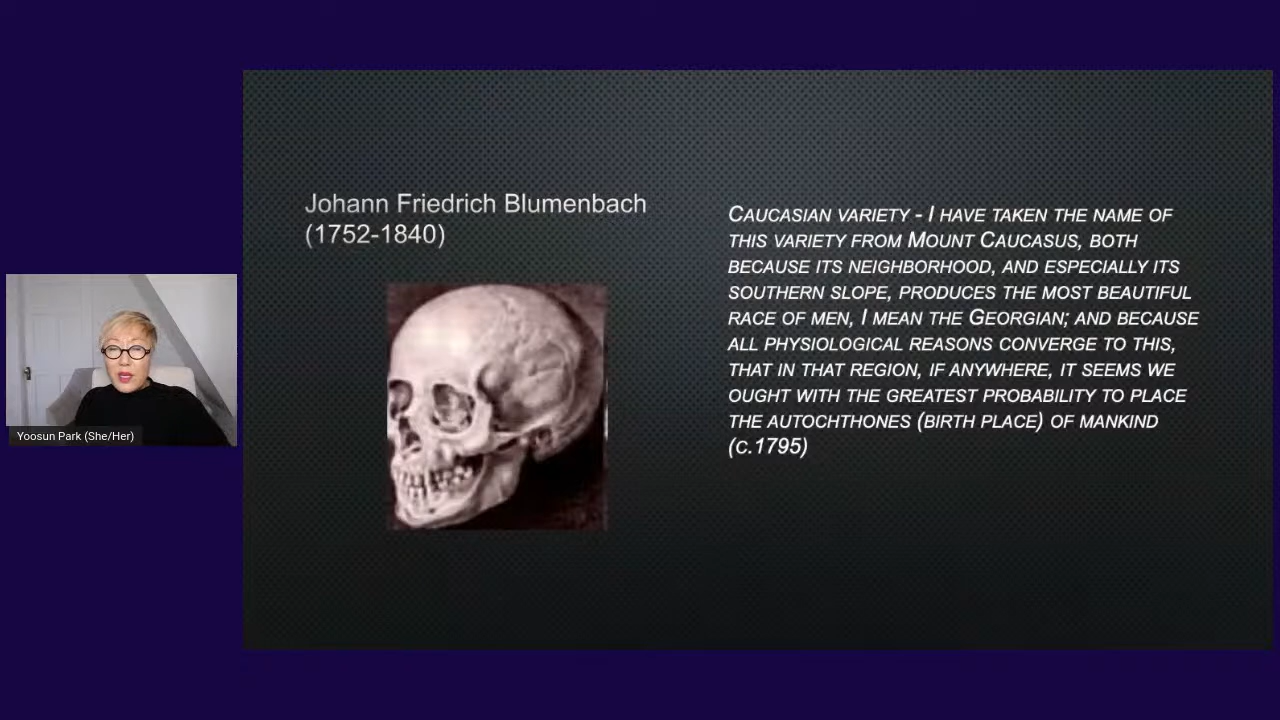 Johann Friedrich Blumenbach
(1752-1840)
CAUCASIAN VARIETY - I HAVE TAKEN THE NAME OF
THIS VARIETY FROM MOUNT CAUCASUS, BOTH
BECAUSE ITS NEIGHBORHOOD, AND ESPECIALLY ITS
SOUTHERN SLOPE, PRODUCES THE MOST BEAUTIFUL
RACE OF MEN, I MEAN THE GEORGIAN; AND BECAUSE
ALL PHYSIOLOGICAL REASONS CONVERGE TO THIS,
THAT IN THAT REGION, IF ANYWHERE, IT SEEMS WE
OUGHT WITH THE GREATEST PROBABILITY TO PLACE
THE AUTOCHTHONES (BIRTH PLACE) OF MANKIND
(C.1795)
Yoosun Park (She/Her)